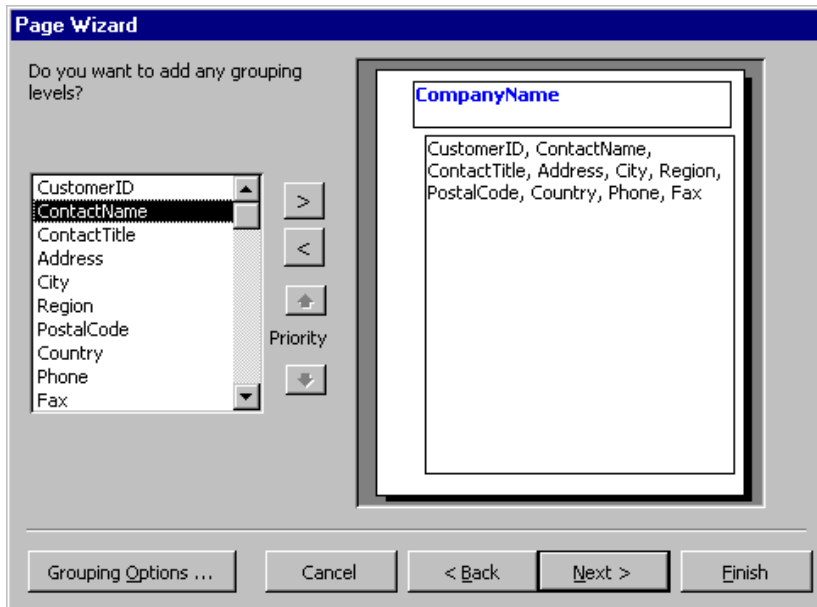 Page Wizard
Do you want to add any grouping
levels?
CustomerID
ContactName
ContactTitle
Address
City
Region
PostalCode
Country
Phone
Fax
>
<
Priority
CompanyName
CustomerID, ContactName,
ContactTitle, Address, City, Region,
PostalCode, Country, Phone, Fax
Grouping Options ...
Cancel
< Back
Next >
Finish